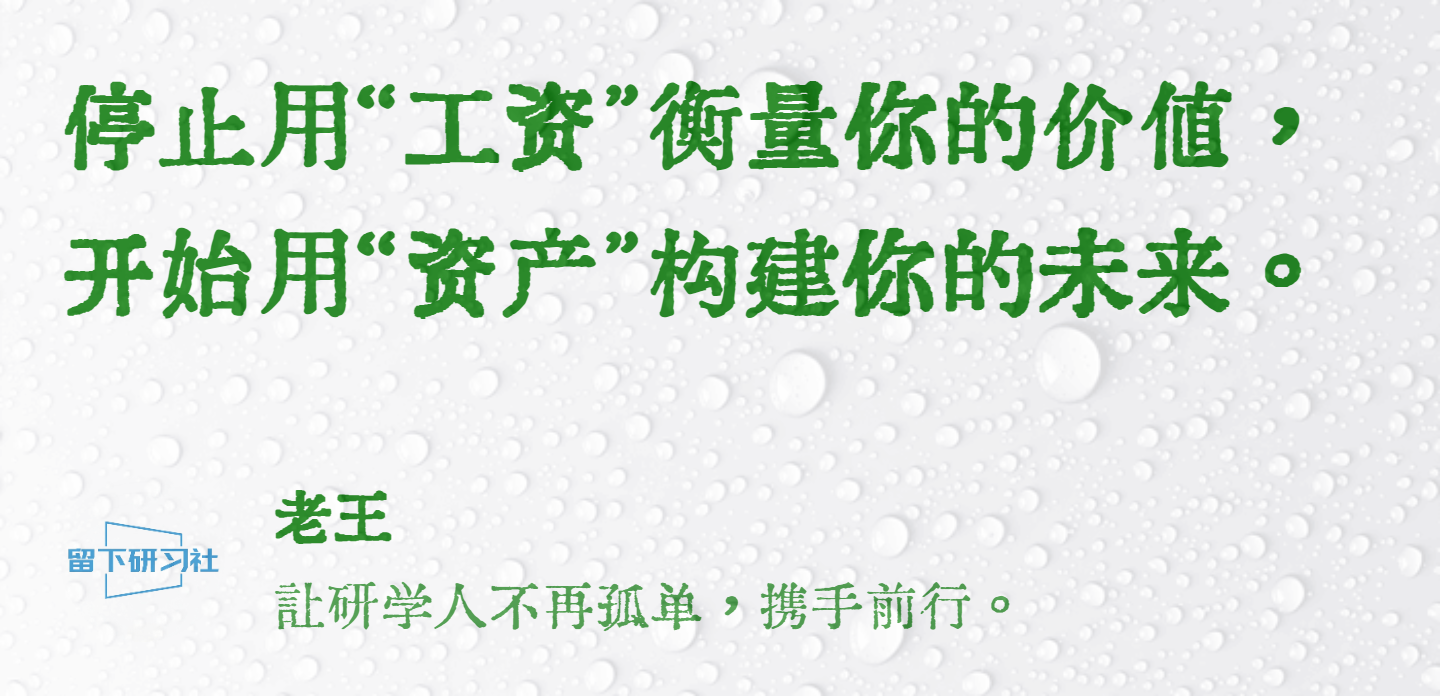 停止用“工资”衡量你的价值，
开始用“资产”构建你的未来。
老王
留下研习社
让研学人不再孤单，携手前行。